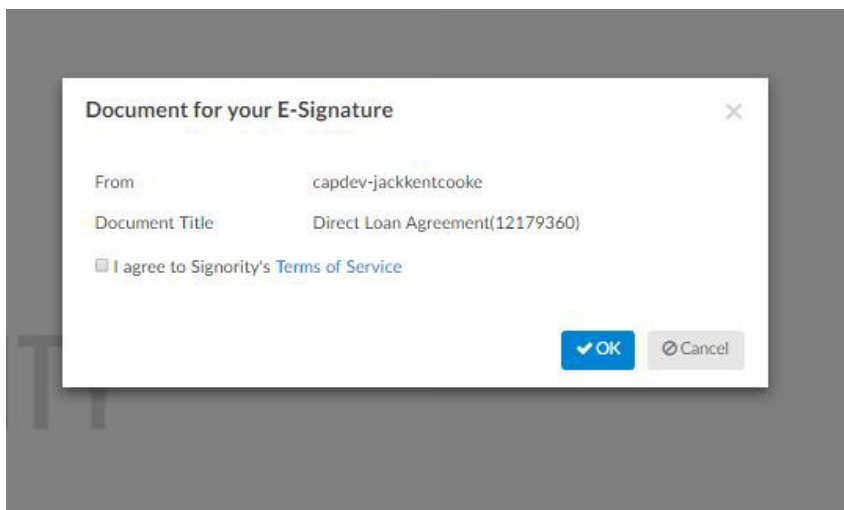 Document for your E-Signature
From capdev-jackkentcooke
Document Title Direct Loan Agreement(12179360)
I agree to Signority's Terms of Service
OK Cancel
ITY